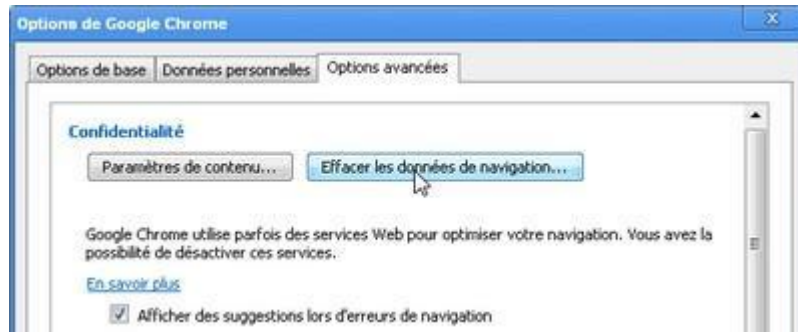 Options de Google Chrome
Options de base Données personnelles Options avancées
Confidentialité
Paramètres de contenu... Effacer les données de navigation...
Google Chrome utilise parfois des services Web pour optimiser votre navigation. Vous avez la
possibilité de désactiver ces services.
En savoir plus
Afficher des suggestions lors d'erreurs de navigation